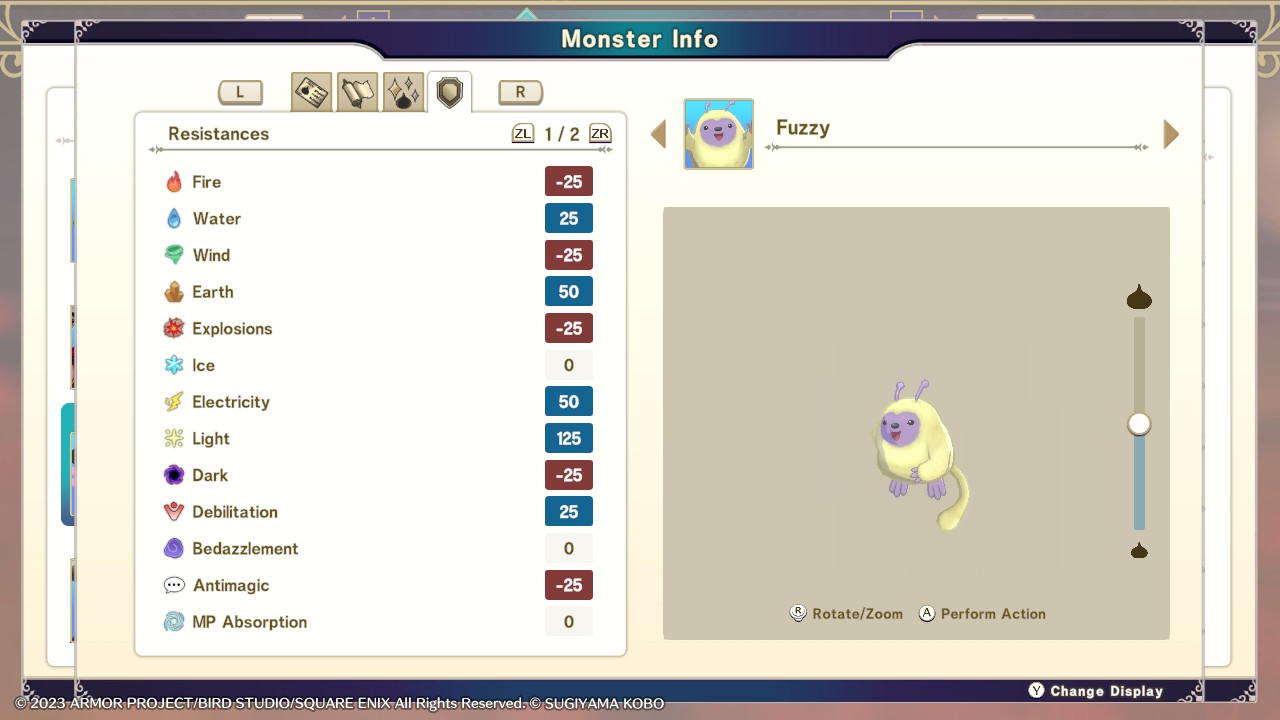 Monster Info
L
R
Resistances ZL 1 / 2 ZR
Fire -25
Water 25
Wind -25
Earth 50
Explosions -25
Ice 0
Electricity 50
Light 125
Dark -25
Debilitation 25
Bedazzlement 0
Antimagic -25
MP Absorption 0
Fuzzy
R Rotate/Zoom A Perform Action
Y Change Display
© 2023 ARMOR PROJECT/BIRD STUDIO/SQUARE ENIX All Rights Reserved. © SUGIYAMA KOBO